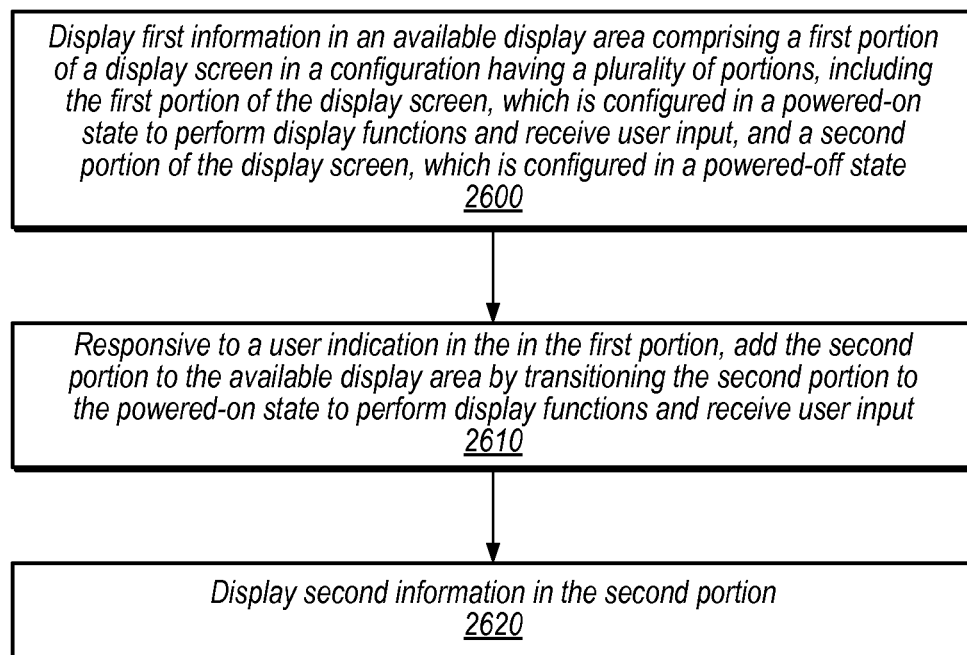 Display first information in an available display area comprising a first portion
of a display screen in a configuration having a plurality of portions, including
the first portion of the display screen, which is configured in a powered-on
state to perform display functions and receive user input, and a second
portion of the display screen, which is configured in a powered-off state
2600
Responsive to a user indication in the in the first portion, add the second
portion to the available display area by transitioning the second portion to
the powered-on state to perform display functions and receive user input
2610
Display second information in the second portion
2620